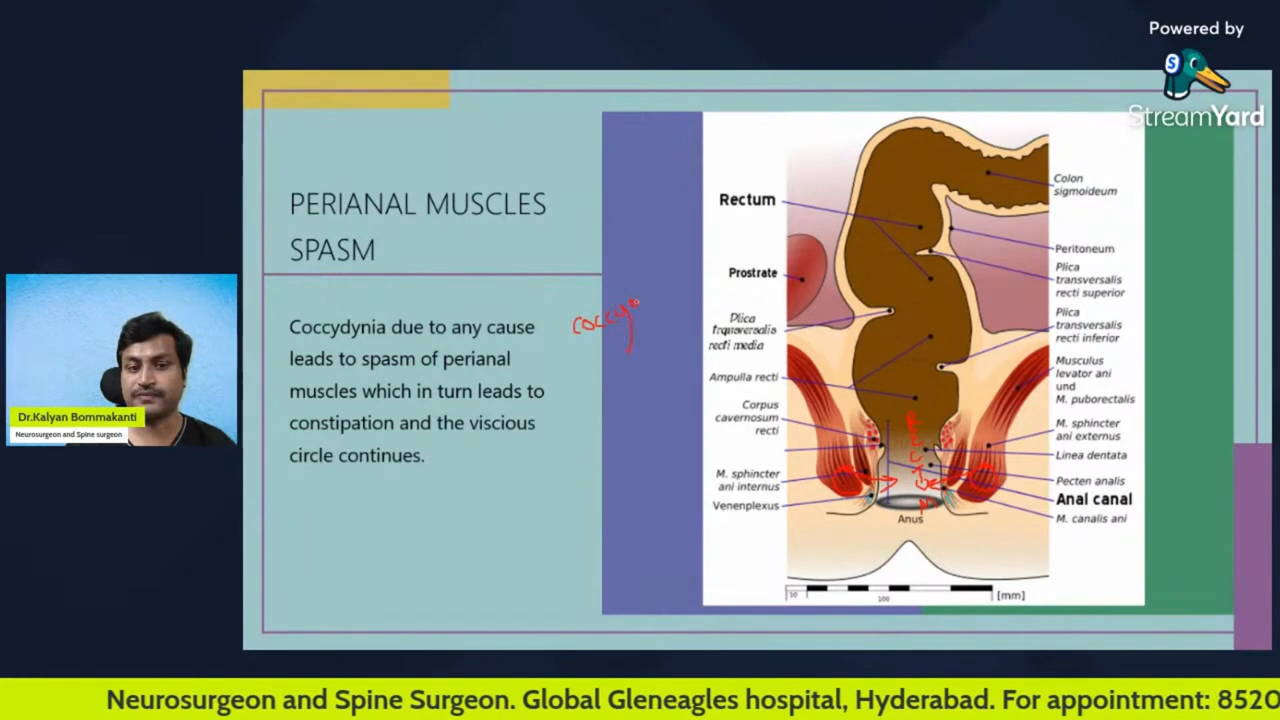 Powered by
S
StreamYard
PERIANAL MUSCLES
SPASM
Coccydynia due to any cause
leads to spasm of perianal
muscles which in turn leads to
constipation and the viscious
circle continues.
coccyx
Rectum
Prostrate
Plica
transversalis
recti media
Ampulla recti
Corpus
cavernosum
recti
M. sphincter
ani internus
Venenplexus
Colon
sigmoideum
Peritoneum
Plica
transversalis
recti superior
Plica
transversalis
recti inferior
Musculus
levator ani
und
M. puborectalis
M. sphincter
ani externus
Linea dentata
Pecten analis
Anal canal
M. canalis ani
Anus
10
100
[mm]
Dr.Kalyan Bommakanti
Neurosurgeon and Spine surgeon
Neurosurgeon and Spine Surgeon. Global Gleneagles hospital, Hyderabad. For appointment: 8520